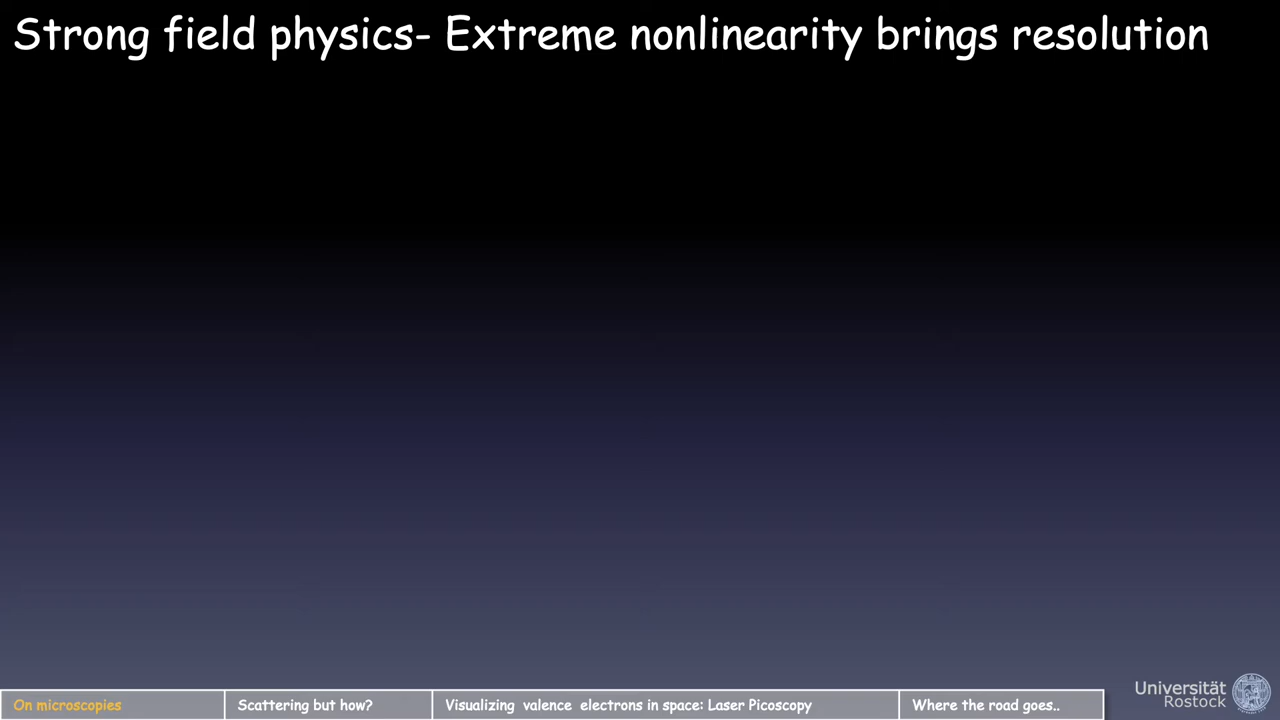 Strong field physics- Extreme nonlinearity brings resolution
On microscopies
Scattering but how?
Visualizing valence electrons in space: Laser Picoscopy
Where the road goes..
Universität
Rostock